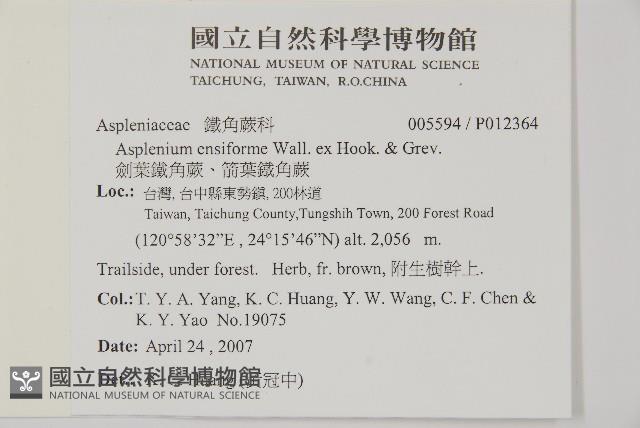 國立自然科學博物館
NATIONAL MUSEUM OF NATURAL SCIENCE
TAICHUNG, TAIWAN, R.O.CHINA
Aspleniaceae 鐵角蕨科 005594 / P012364
Asplenium ensiforme Wall. ex Hook. & Grev.
劍葉鐵角蕨、箭葉鐵角蕨
Loc.: 台灣, 台中縣東勢鎮, 200林道
Taiwan, Taichung County,Tungshih Town, 200 Forest Road
(120°58’32”E , 24°15’46”N) alt. 2,056 m.
Trailside, under forest. Herb, fr. brown, 附生樹幹上.
Col.: T. Y. A. Yang, K. C. Huang, Y. W. Wang, C. F. Chen &
K. Y. Yao No.19075
Date: April 24 , 2007
冠中)
國立自然科學博物館
NATIONAL MUSEUM OF NATURAL SCIENCE